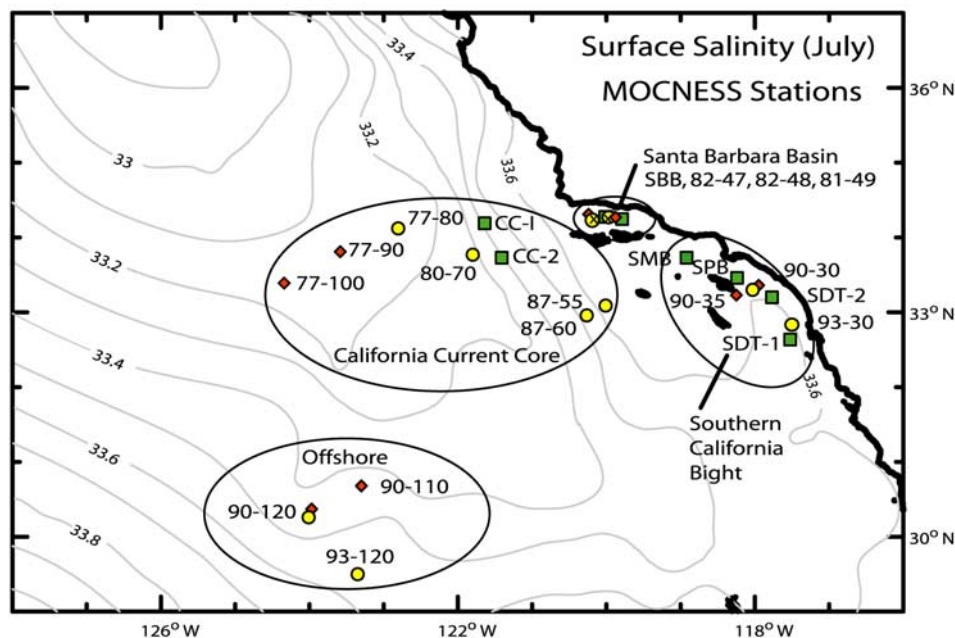 Surface Salinity (July)
MOCNESS Stations
33.4
36° N
33.2
33
33.6
Santa Barbara Basin
SBB, 82-47, 82-48, 81-49
77-80
CC-I
77-90
80-70
CC-2
SMB
SPB
90-30
77-100
33.2
SDT-2
90-35
87-55
87-60
93-30
33° N
SDT-1
California Current Core
33.4
33.6
Southern
California
Bight
33.6
Offshore
90-110
90-120
33.8
93-120
30° N
126° W
122° W
118° W